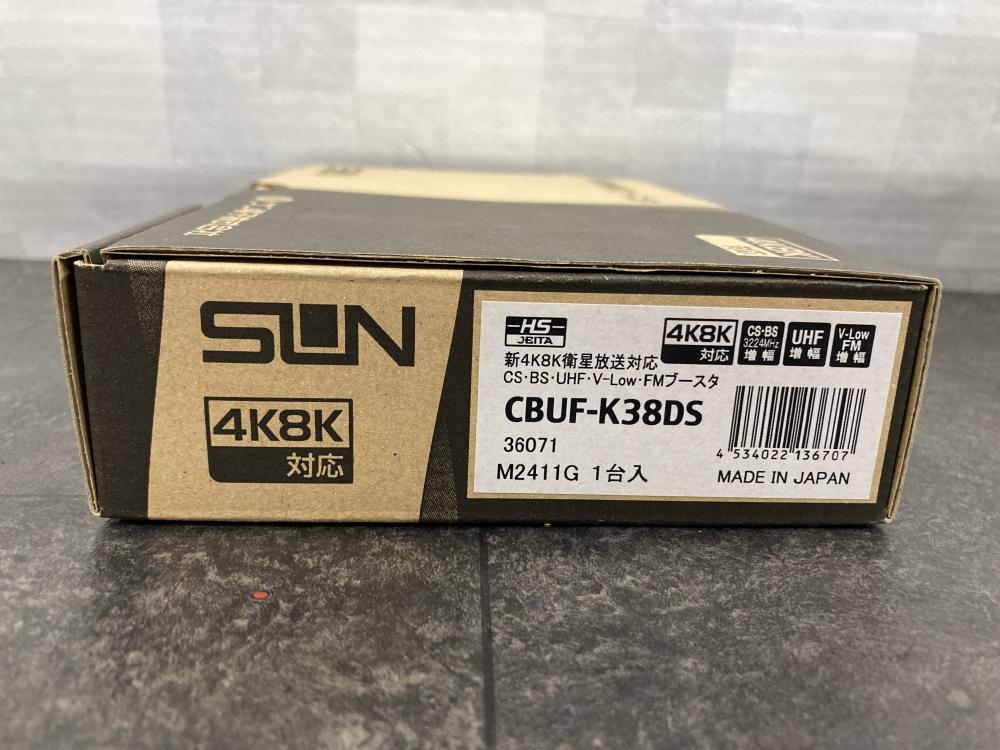 SUN
4K8K
対応
HS
JEITA
4K8K
対応
CS・BS
3224MHz
増幅
UHF
増幅
V-Low
FM
増幅
新4K8K衛星放送対応
CS・BS・UHF・V-Low・FMブースタ
CBUF-K38DS
36071
M2411G 1台入
4 534022 136707
MADE IN JAPAN